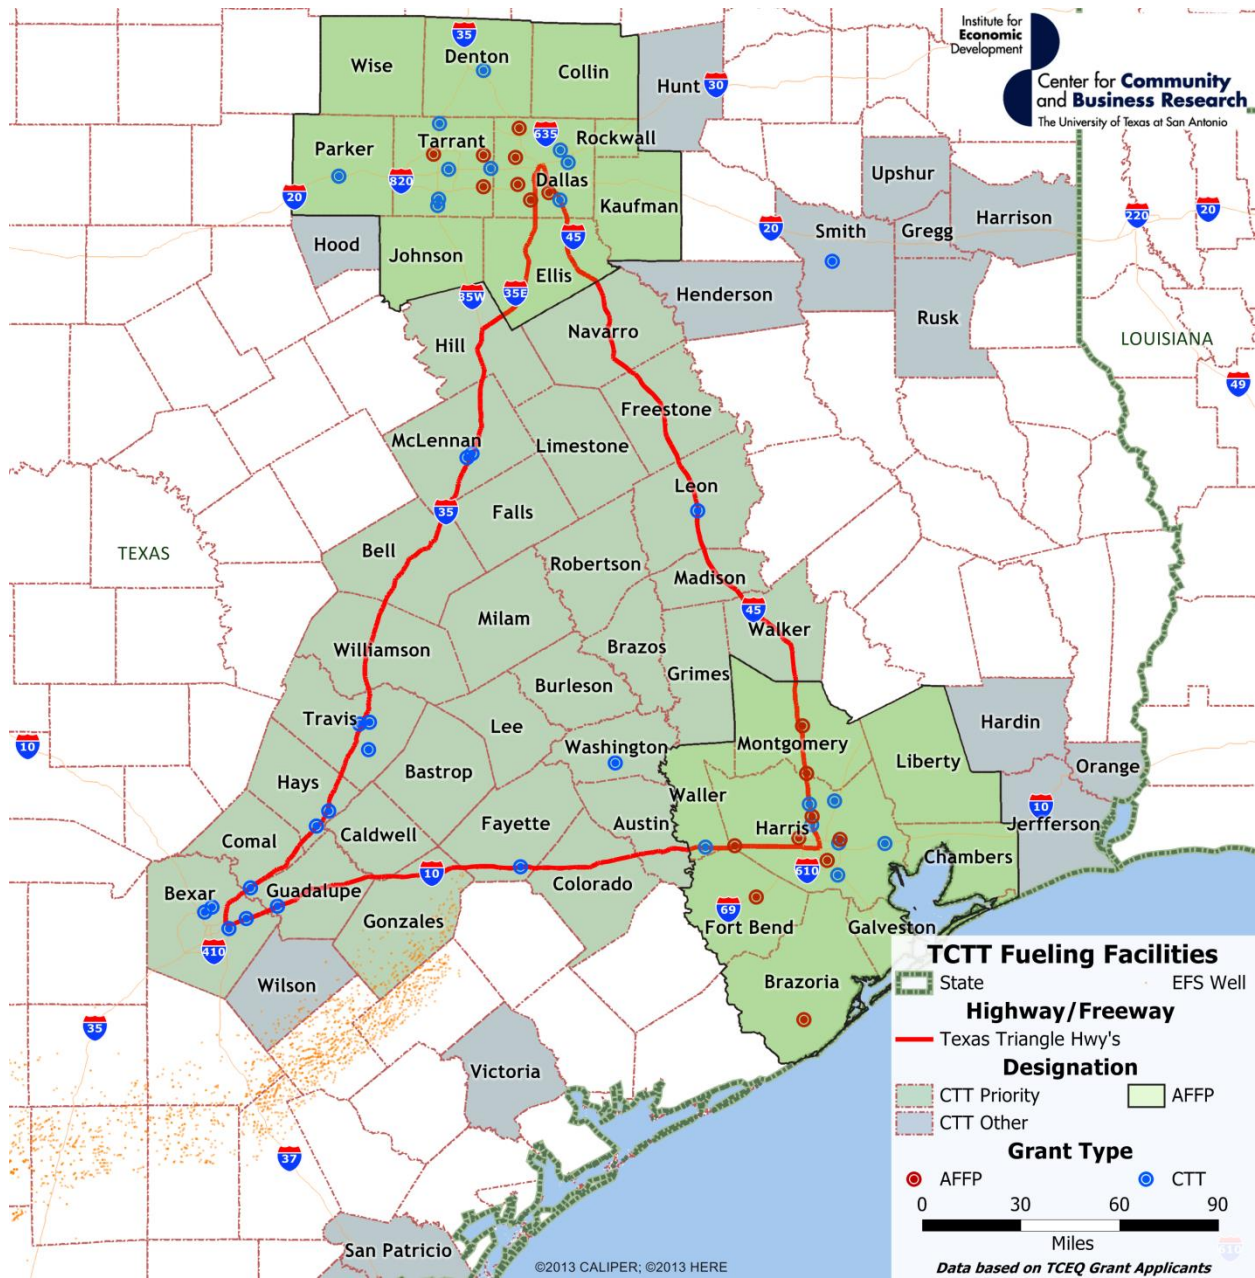 Institute for
Economic
Development
Center for Community
and Business Research
The University of Texas at San Antonio
35
Denton
Wise
Collin
Hunt
30
635
Rockwall
Parker
Tarrant
820
20
Dallas
Kaufman
Upshur
Harrison
220
20
Smith
Gregg
20
Hood
Johnson
45
Ellis
35W
35E
Henderson
Rusk
Navarro
Hill
LOUISIANA
49
Freestone
McLennan
Limestone
Leon
35
Falls
TEXAS
Bell
Robertson
Madison
45
Milam
Walker
Williamson
Brazos
Grimes
Burleson
Travis
Lee
Hardin
10
Washington
Montgomery
Liberty
Orange
Hays
Bastrop
Waller
10
Jerfferson
Comal
Caldwell
Fayette
Austin
Harris
Chambers
610
10
Colorado
Bexar
Guadalupe
Gonzales
69
Fort Bend
Galveston
410
Wilson
Brazoria
35
Victoria
37
San Patricio
TCTT Fueling Facilities
State EFS Well
Highway/Freeway
Texas Triangle Hwy's
Designation
CTT Priority AFFP
CTT Other
Grant Type
AFFP CTT
0 30 60 90
Miles
Data based on TCEQ Grant Applicants
©2013 CALIPER; ©2013 HERE